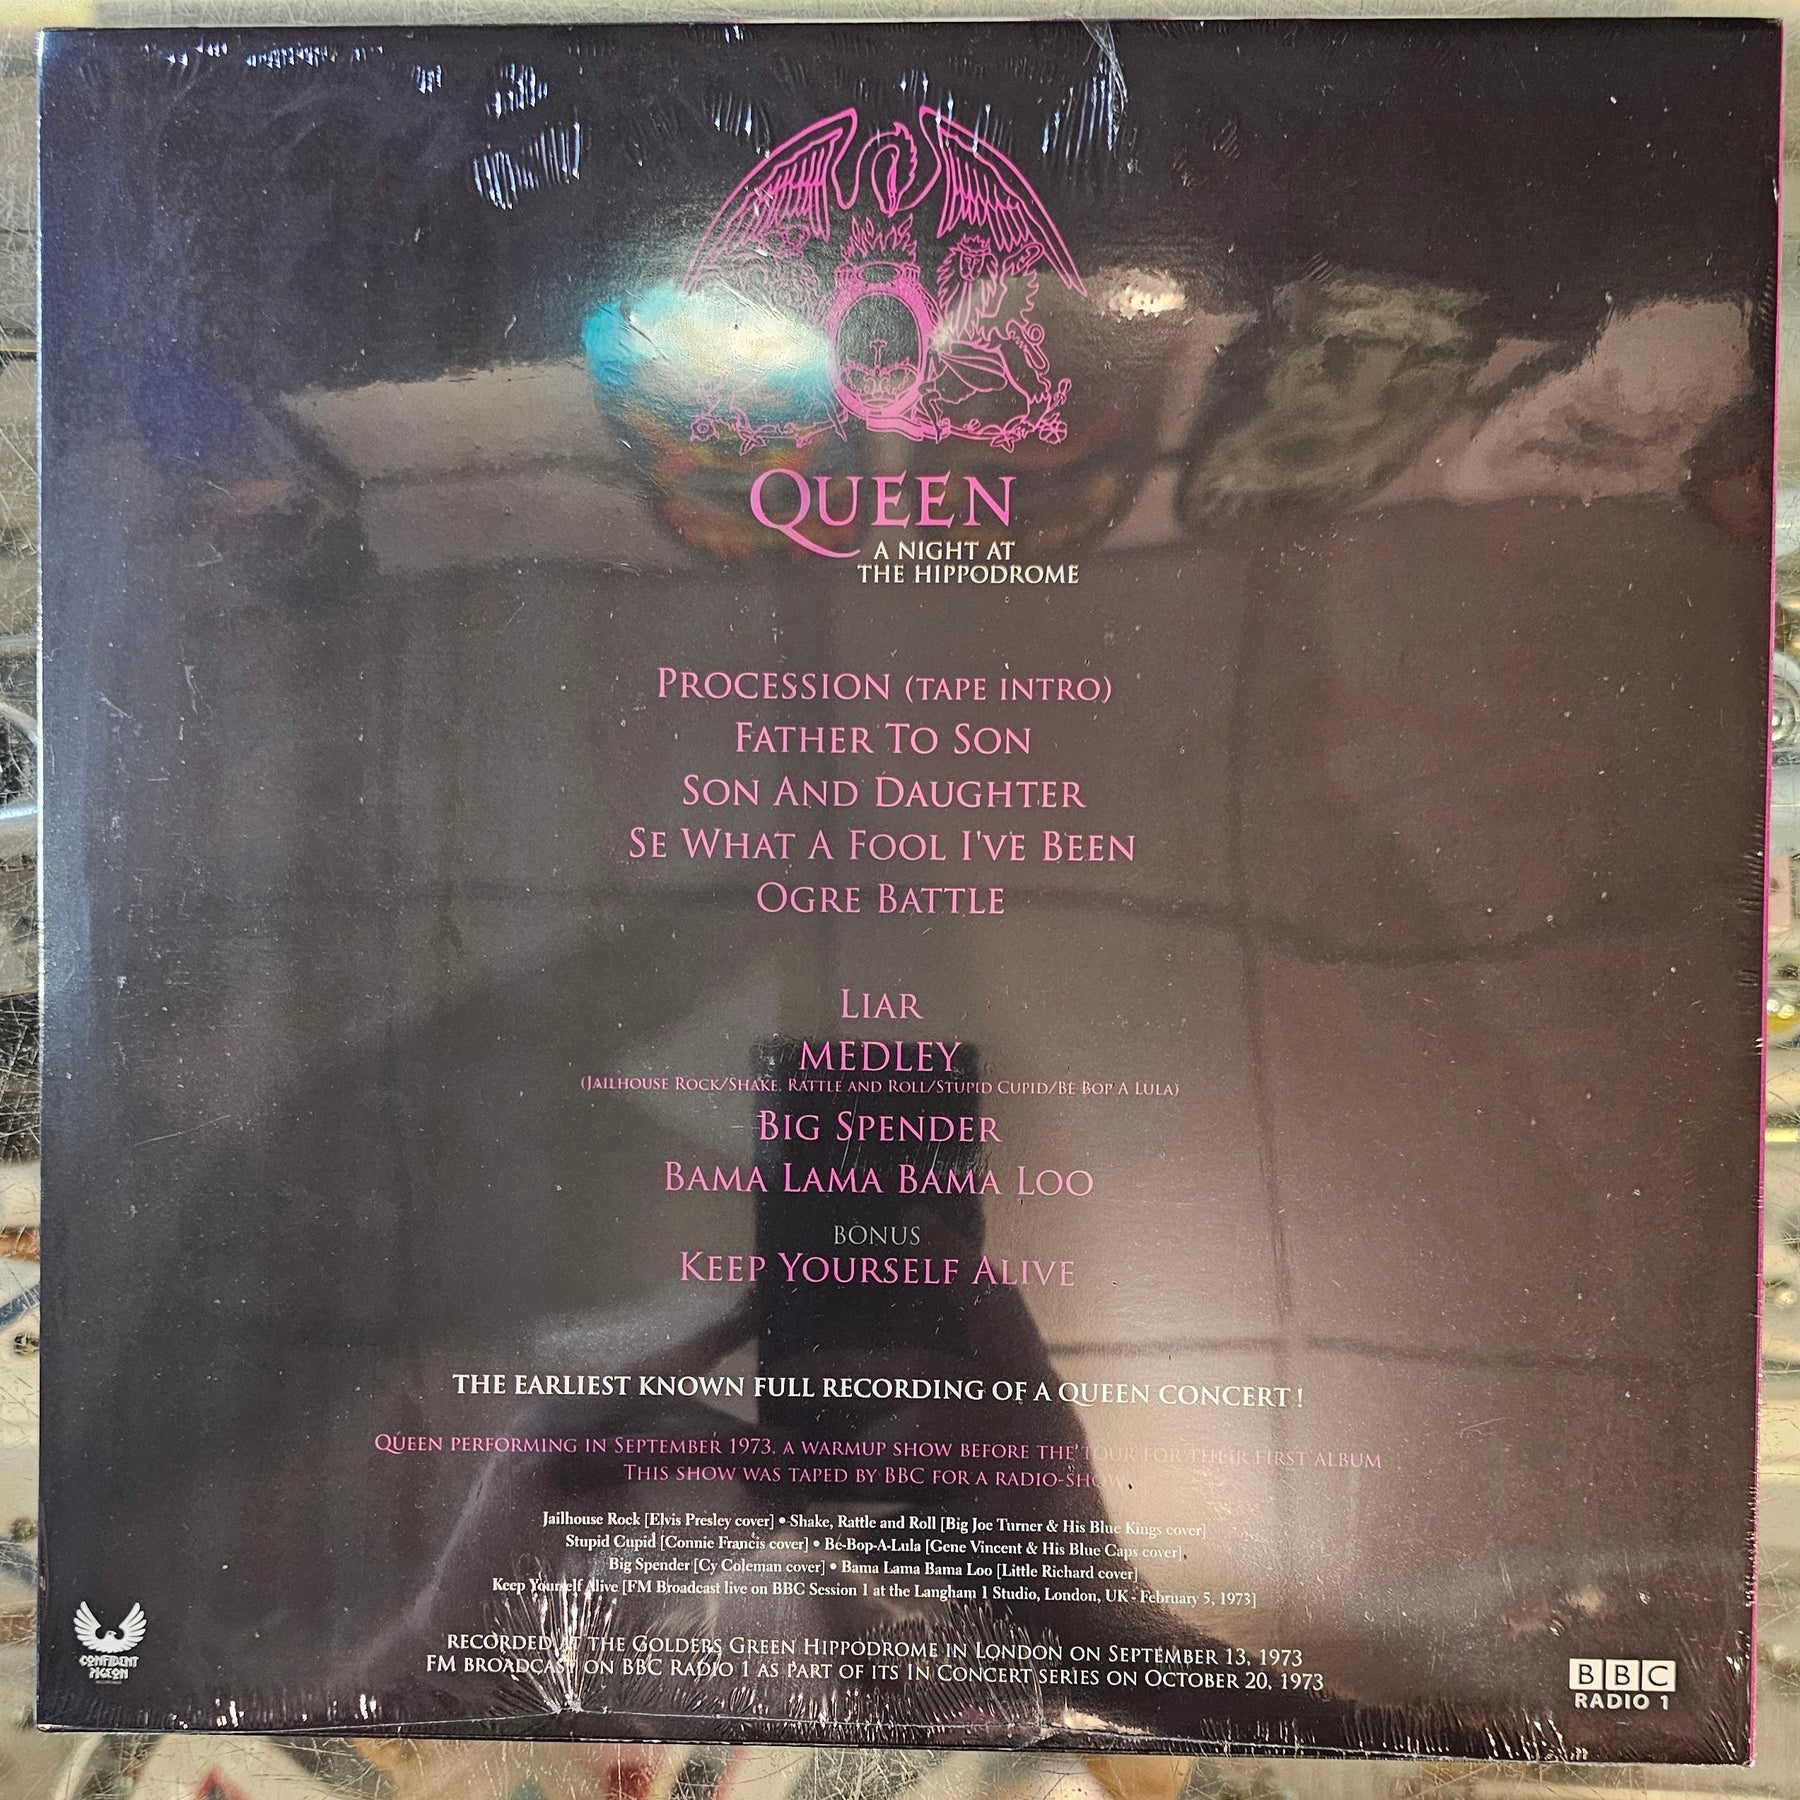 QUEEN
A NIGHT AT
THE HIPPODROME
PROCESSION (TAPE INTRO)
FATHER TO SON
SON AND DAUGHTER
SE WHAT A FOOL I'VE BEEN
OGRE BATTLE
LIAR
MEDLEY
(JAILHOUSE ROCK/SHAKE, RATTLE AND ROLL/STUPID CUPID/BE BOP A LULA)
BIG SPENDER
BAMA LAMA BAMA LOO
BONUS
KEEP YOURSELF ALIVE
THE EARLIEST KNOWN FULL RECORDING OF A QUEEN CONCERT !
QUEEN PERFORMING IN SEPTEMBER 1973, A WARMUP SHOW BEFORE THE TOUR FOR THEIR FIRST ALBUM
THIS SHOW WAS TAPED BY BBC FOR A RADIO-SHOW.
Jailhouse Rock [Elvis Presley cover] • Shake, Rattle and Roll [Big Joe Turner & His Blue Kings cover]
Stupid Cupid [Connie Francis cover] • Be-Bop-A-Lula [Gene Vincent & His Blue Caps cover],
Big Spender [Cy Coleman cover] • Bama Lama Bama Loo [Little Richard cover]
Keep Yourself Alive [FM Broadcast live on BBC Session 1 at the Langham 1 Studio, London, UK - February 5, 1973]
RECORDED AT THE GOLDERS GREEN HIPPODROME IN LONDON ON SEPTEMBER 13, 1973
FM BROADCAST ON BBC RADIO 1 AS PART OF ITS IN CONCERT SERIES ON OCTOBER 20, 1973
CONFIDENT
PIGEON
BBC
RADIO 1